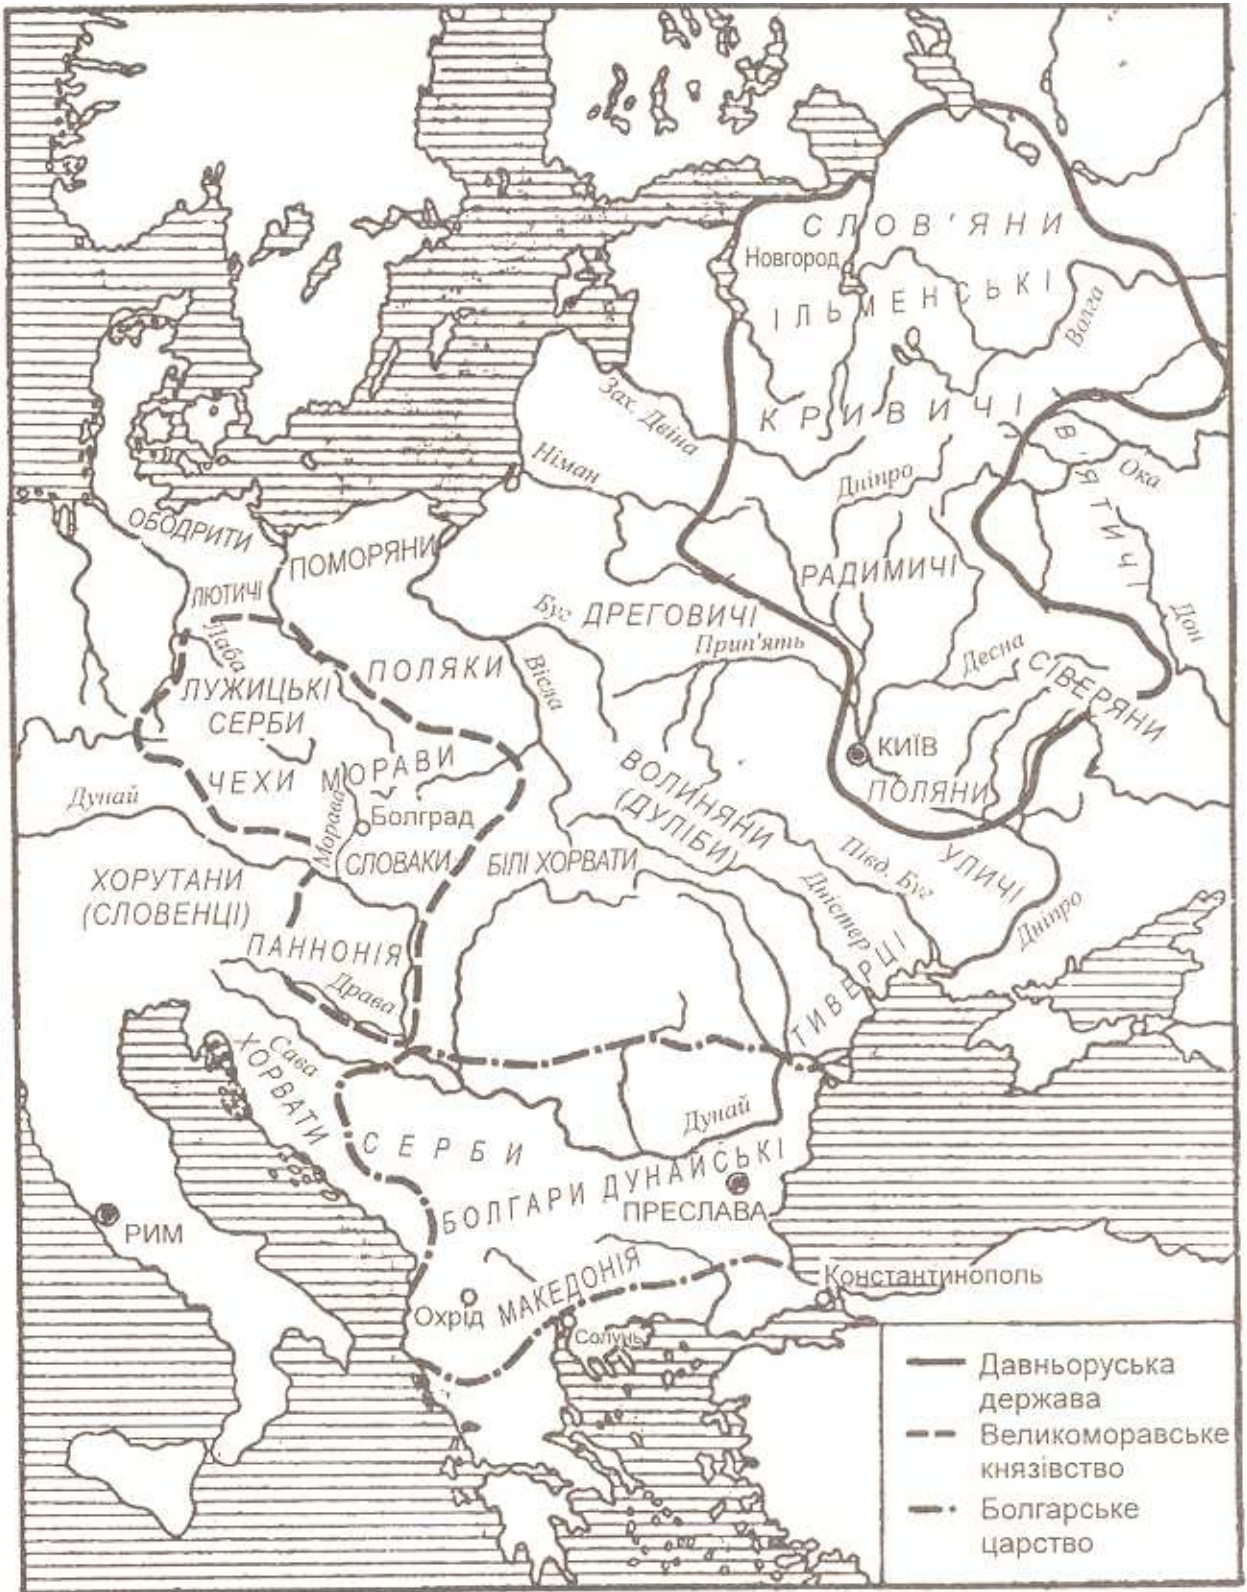 СЛОВ'ЯНИ
Новгород
ІЛЬМЕНСЬКІ
Волга
КРИВИЧІ
Зах. Двіна
Німан
Дніпро
В'ЯТИЧІ
Ока
ОБОДРИТИ
ПОМОРЯНИ
ЛЮТИЧІ
РАДИМИЧІ
Буг
ДРЕГОВИЧІ
Прип'ять
Дон
Десна
СІВЕРЯНИ
Лаба
ПОЛЯКИ
Вісла
ЛУЖИЦЬКІ
СЕРБИ
КИЇВ
ПОЛЯНИ
ЧЕХИ
МОРАВИ
ВОЛИНЯНИ
(ДУЛІБИ)
Дунай
Морава
Болград
СЛОВАКИ
БІЛІ ХОРВАТИ
Півд. Буг
УЛИЧІ
ХОРУТАНИ
(СЛОВЕНЦІ)
Дністер
Дніпро
ПАННОНІЯ
Драва
ТИВЕРЦІ
Сава
ХОРВАТИ
Дунай
СЕРБИ
БОЛГАРИ ДУНАЙСЬКІ
ПРЕСЛАВА
РИМ
МАКЕДОНІЯ
Охрід
Константинополь
Солунь
Давньоруська
держава
Великоморавське
князівство
Болгарське
царство